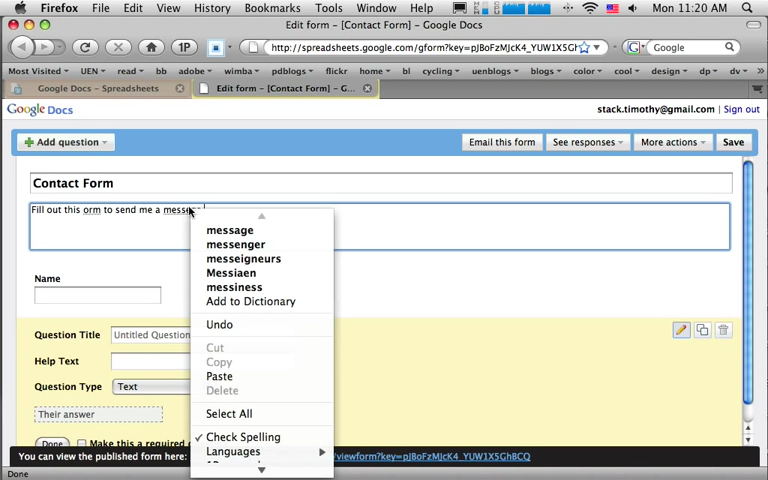 Firefox File Edit View History Bookmarks Tools Window Help Mon 11:20 AM
Edit form - [Contact Form] - Google Docs
1P http://spreadsheets.google.com/gform?key=pJBoFzMJcK4_YUW1X5Gh Google
Most Visited UEN read bb adobe wimba pdblogs flickr home bl cycling uenblogs blogs color cool design dp dv »
Google Docs - Spreadsheets Edit form - [Contact Form] - G...
Google Docs stack.timothy@gmail.com | Sign out
Add question Email this form See responses More actions Save
Contact Form
Fill out this orm to send me a
message
messenger
messeigneurs
Messiaen
messiness
Add to Dictionary
Undo
Cut
Copy
Paste
Delete
Select All
✓ Check Spelling
Languages
Name
Question Title Untitled Question
Help Text
Question Type Text
Their answer
Done Make this a required
You can view the published form here: /viewform?key=pJBoFzMJcK4_YUW1X5GhBCQ
Done